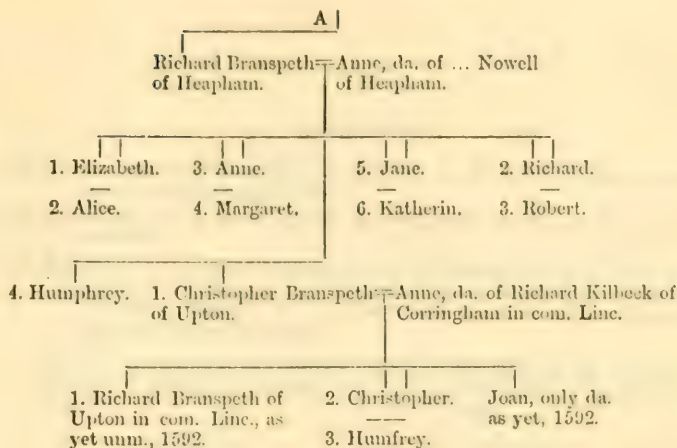 A
Richard Branspeth Anne, da. of ... Nowell
of Heapham. of Heapham.
1. Elizabeth. 3. Anne. 5. Jane. 2. Richard.
2. Alice. 4. Margaret. 6. Katherin. 3. Robert.
4. Humphrey. 1. Christopher Branspeth Anne, da. of Richard Kilbeck of
of Upton. Corringham in com. Linc.
1. Richard Branspeth of 2. Christopher. Joan, only da.
Upton in com. Linc., as as yet, 1592.
yet unm., 1592. 3. Humfrey.